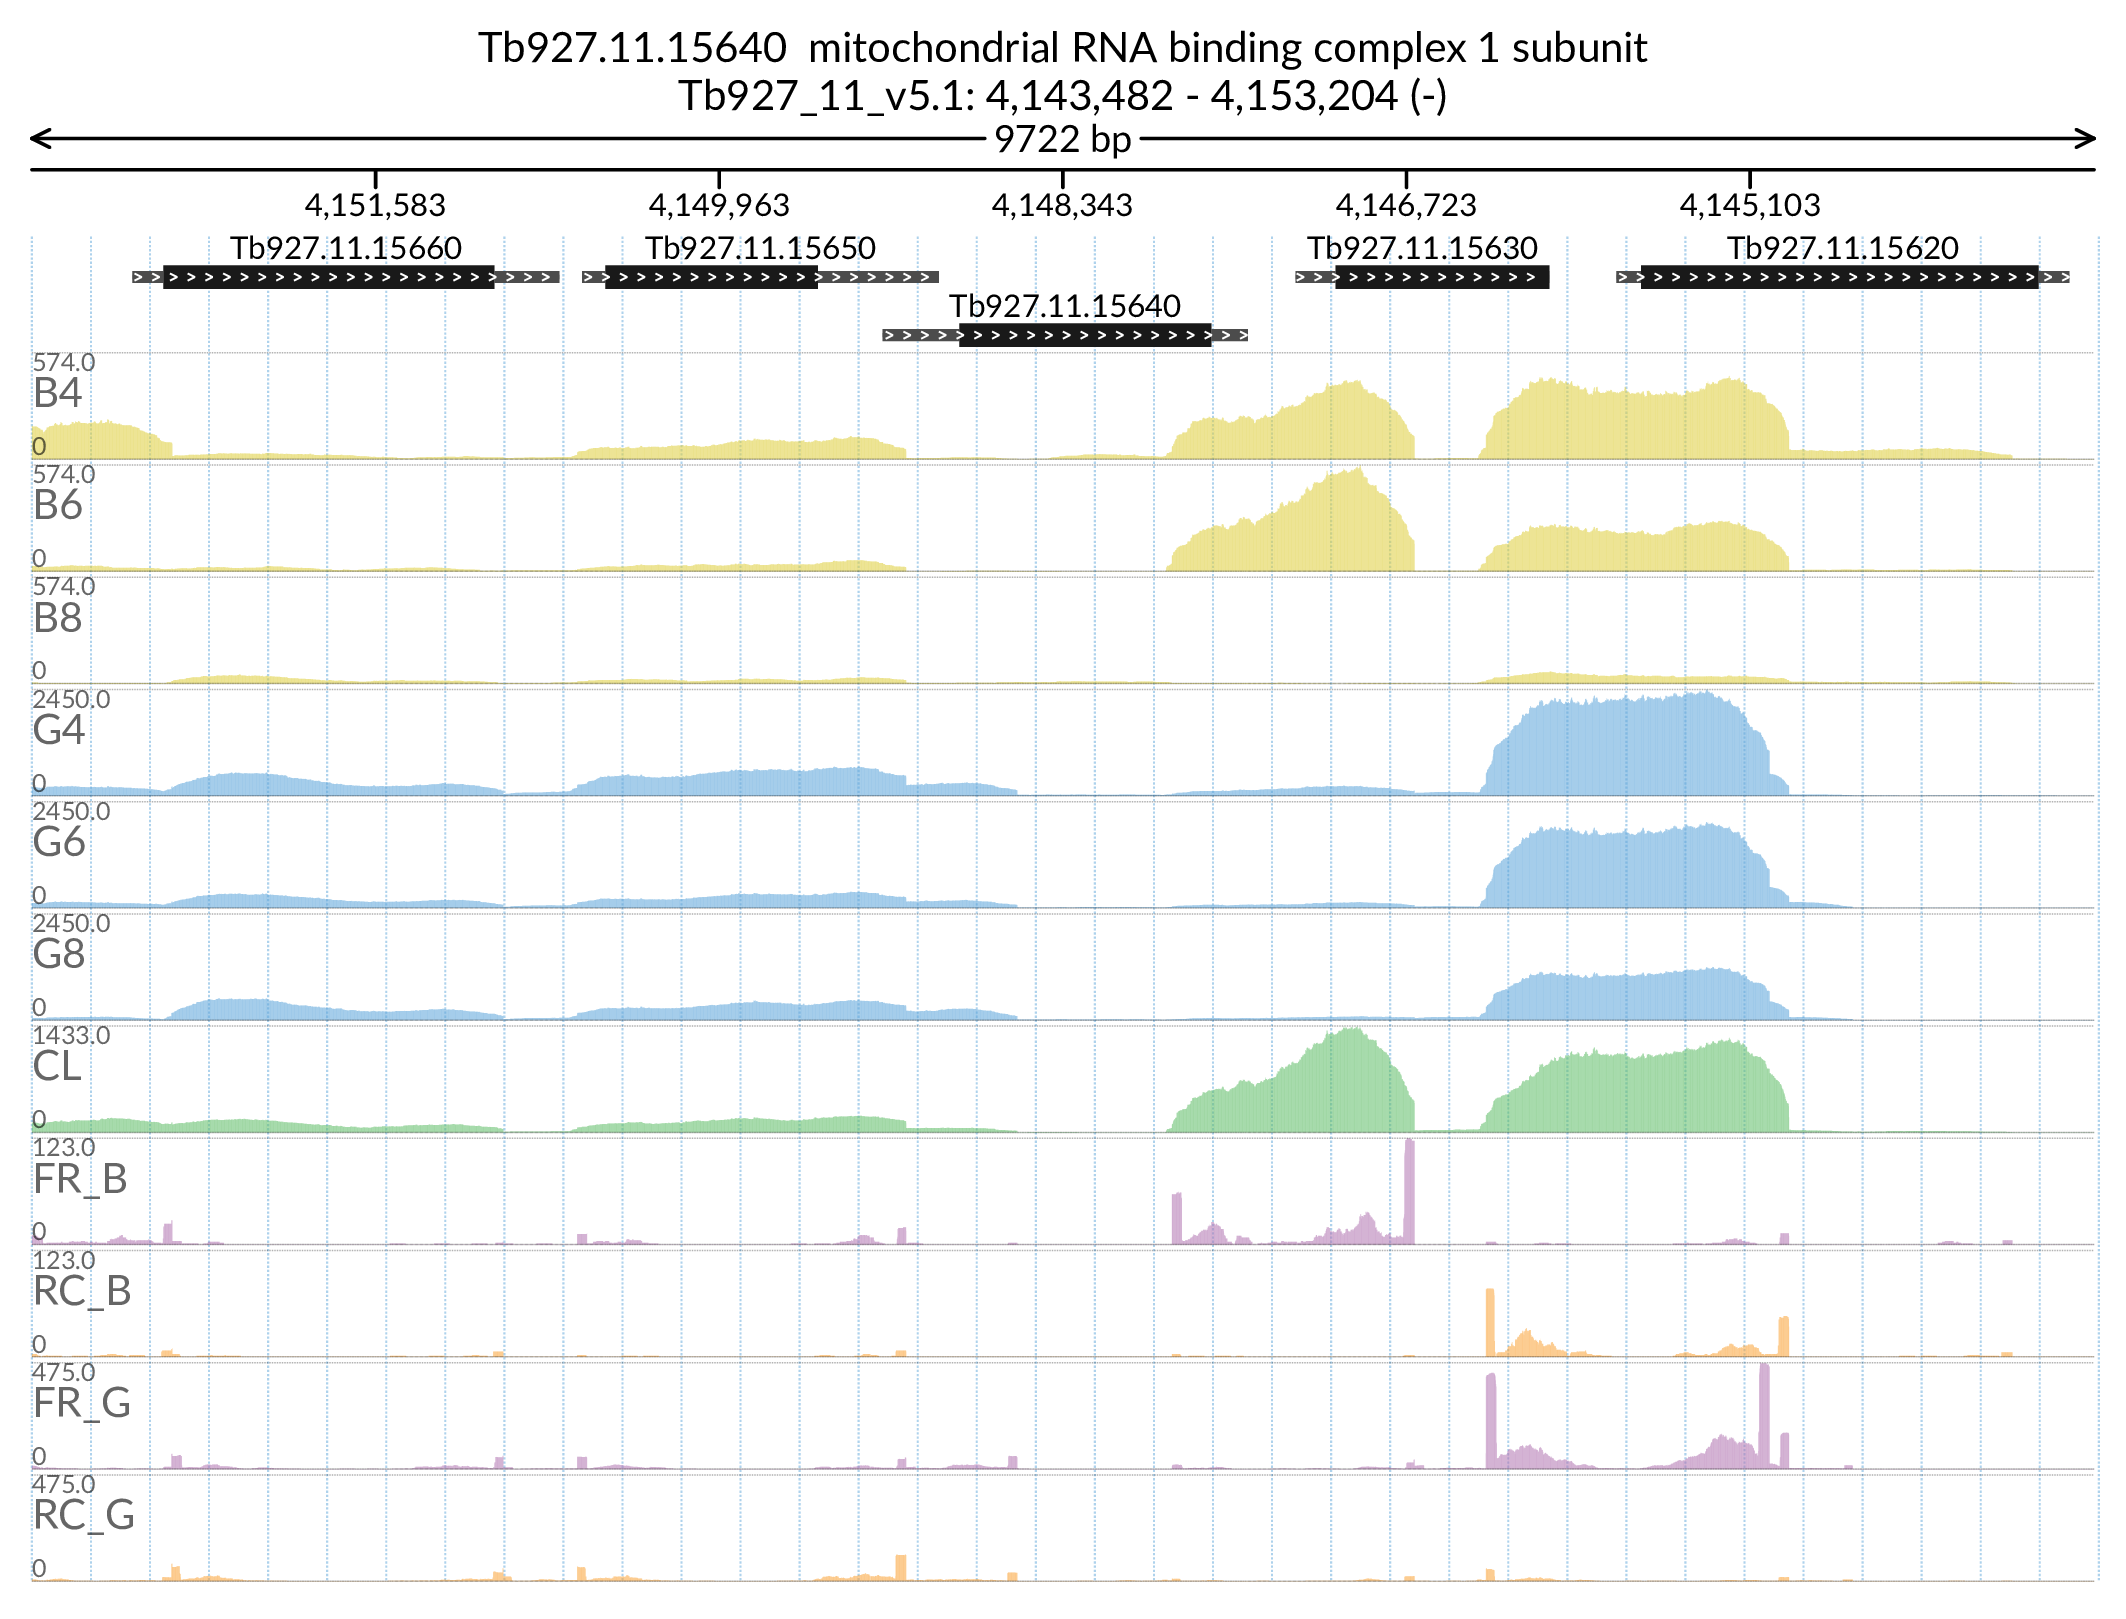 Tb927.11.15640  mitochondrial RNA binding complex 1 subunit
Tb927_11_v5.1: 4,143,482 - 4,153,204 (-)
9722 bp
4,151,583 4,149,963 4,148,343 4,146,723 4,145,103
Tb927.11.15660 Tb927.11.15650 Tb927.11.15630 Tb927.11.15620
Tb927.11.15640
574.0
B4
0
574.0
B6
0
574.0
B8
0
2450.0
G4
0
2450.0
G6
0
2450.0
G8
0
1433.0
CL
0
123.0
FR_B
0
123.0
RC_B
0
475.0
FR_G
0
475.0
RC_G
0